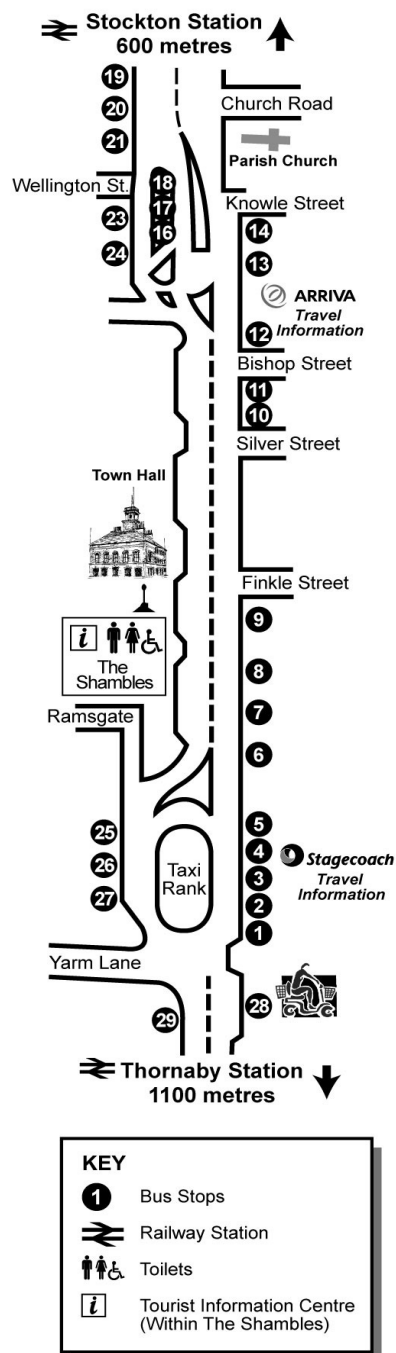 Stockton Station
600 metres
19
20
21
Church Road
Parish Church
Wellington St.
18
17
16
Knowle Street
23
24
14
13
ARRIVA
Travel
Information
12
Bishop Street
11
10
Silver Street
Town Hall
Finkle Street
i
The
Shambles
9
8
7
6
Ramsgate
25
26
27
Taxi
Rank
5
4
3
2
1
Stagecoach
Travel
Information
Yarm Lane
29
28
Thornaby Station
1100 metres
KEY
1 Bus Stops
Railway Station
Toilets
i Tourist Information Centre
(Within The Shambles)